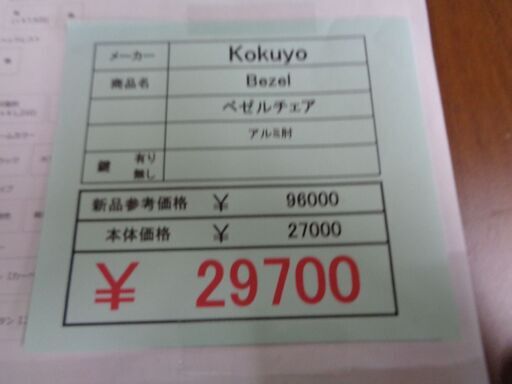 メーカー Kokuyo
商品名 Bezel
ベゼルチェア
アルミ肘
鍵 有り
無し
新品参考価格 ¥ 96000
本体価格 ¥ 27000
¥ 29700